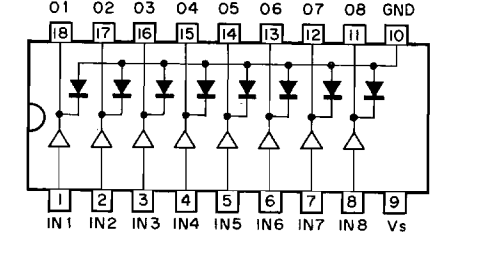 O1 O2 O3 O4 O5 O6 O7 O8 GND
18 17 16 15 14 13 12 11 10
1 2 3 4 5 6 7 8 9
IN1 IN2 IN3 IN4 IN5 IN6 IN7 IN8 Vs